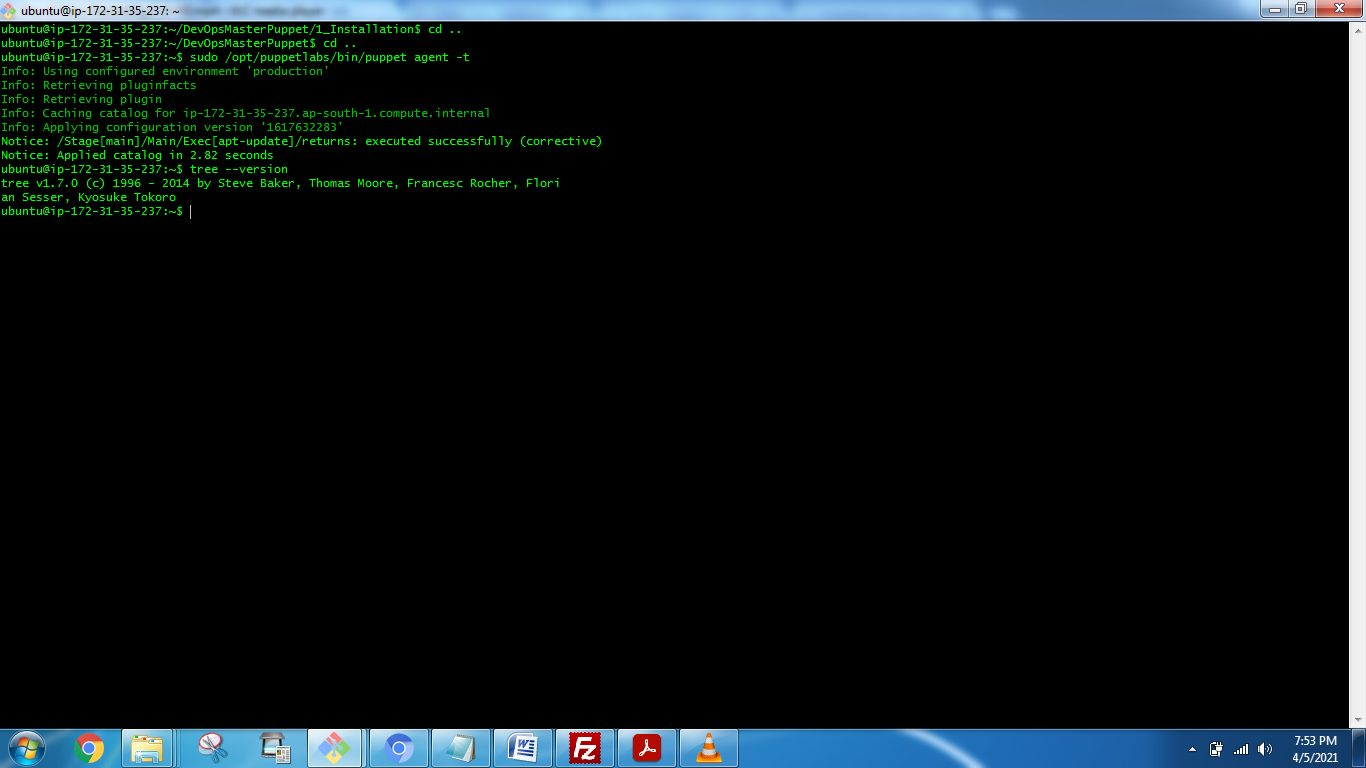 ubuntu@ip-172-31-35-237: ~
ubuntu@ip-172-31-35-237:~/DevOpsMasterPuppet/1_Installation$ cd ..
ubuntu@ip-172-31-35-237:~/DevOpsMasterPuppet$ cd ..
ubuntu@ip-172-31-35-237:~$ sudo /opt/puppetlabs/bin/puppet agent -t
Info: Using configured environment 'production'
Info: Retrieving pluginfacts
Info: Retrieving plugin
Info: Caching catalog for ip-172-31-35-237.ap-south-1.compute.internal
Info: Applying configuration version '1617632283'
Notice: /Stage[main]/Main/Exec[apt-update]/returns: executed successfully (corrective)
Notice: Applied catalog in 2.82 seconds
ubuntu@ip-172-31-35-237:~$ tree --version
tree v1.7.0 (c) 1996 - 2014 by Steve Baker, Thomas Moore, Francesc Rocher, Flori
an Sesser, Kyosuke Tokoro
ubuntu@ip-172-31-35-237:~$
7:53 PM
4/5/2021